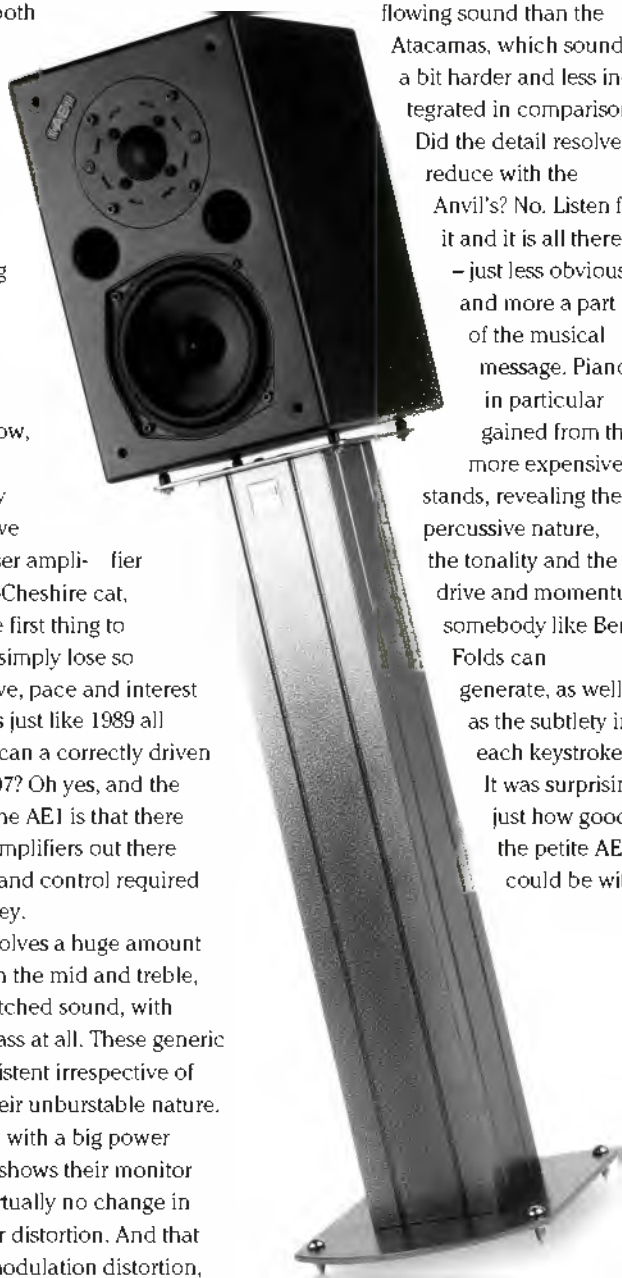 ooth
g
ow,
y
ve
ser ampli- fier
Cheshire cat,
e first thing to
simply lose so
ve, pace and interest
s just like 1989 all
can a correctly driven
97? Oh yes, and the
ne AE1 is that there
mplifiers out there
and control required
ey.
olves a huge amount
n the mid and treble,
tched sound, with
ass at all. These generic
istent irrespective of
eir unburstable nature.
with a big power
shows their monitor
rtually no change in
r distortion. And that
nodulation distortion,
flowing sound than the
Atacamas, which sound
a bit harder and less in-
tegrated in comparison
Did the detail resolve
reduce with the
Anvil's? No. Listen f
it and it is all there
– just less obvious
and more a part
of the musical
message. Piano
in particular
gained from th
more expensive
stands, revealing the
percussive nature,
the tonality and the
drive and momentu
somebody like Ben
Folds can
generate, as well
as the subtlety in
each keystroke
It was surprisin
just how good
the petite AE
could be wit